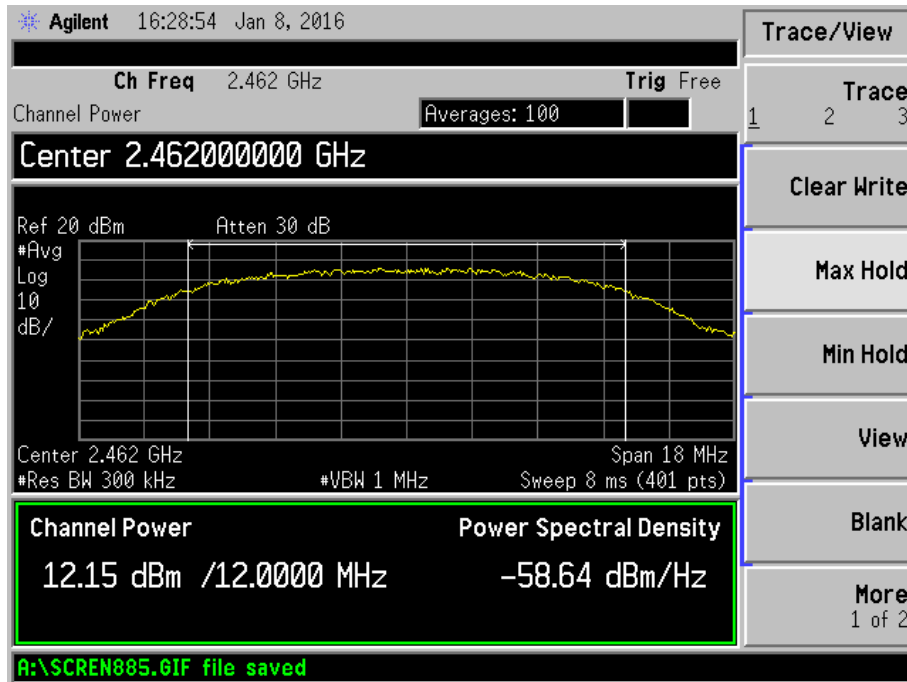 Agilent 16:28:54 Jan 8, 2016
Trace/View
Ch Freq 2.462 GHz Trig Free
Channel Power Averages: 100
Center 2.462000000 GHz
Ref 20 dBm Atten 30 dB
#Avg
Log
10
dB/
Center 2.462 GHz Span 18 MHz
#Res BW 300 kHz #VBW 1 MHz Sweep 8 ms (401 pts)
Channel Power Power Spectral Density
12.15 dBm /12.0000 MHz -58.64 dBm/Hz
A:\SCREN885.GIF file saved
Trace
1 2 3
Clear Write
Max Hold
Min Hold
View
Blank
More
1 of 2